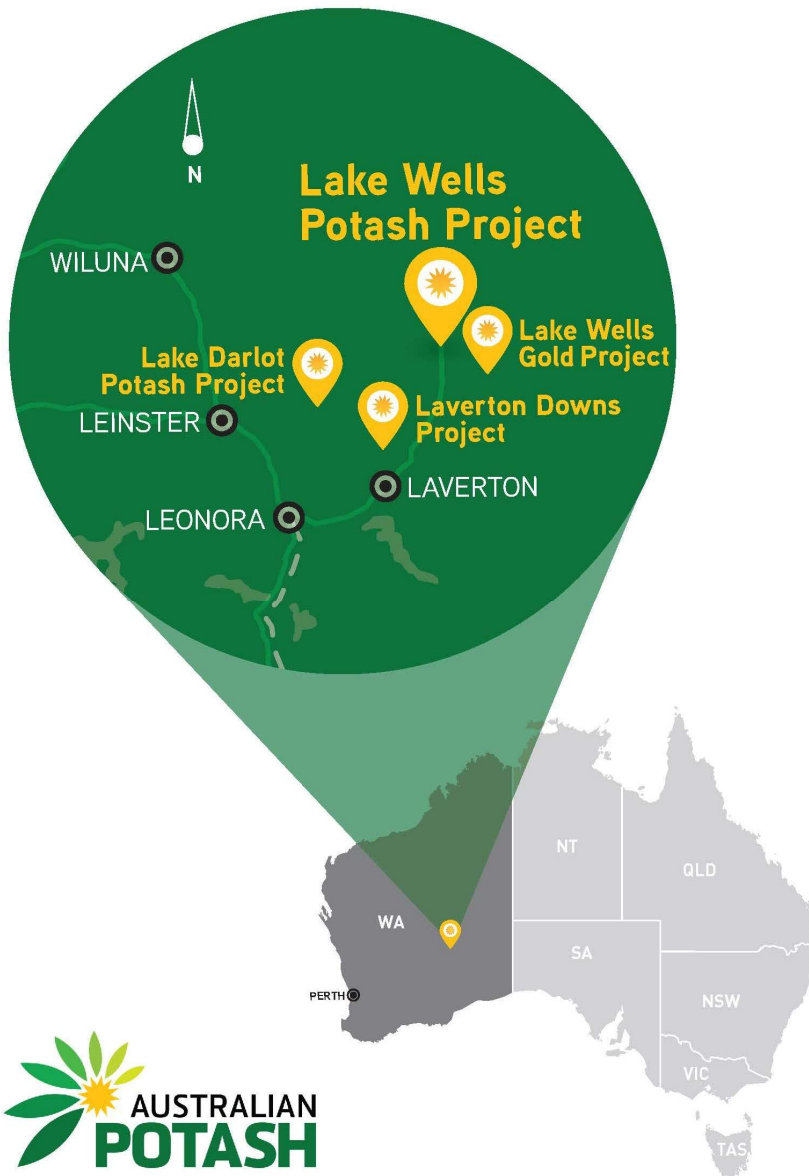 N
Lake Wells
Potash Project
WILUNA
Lake Wells
Gold Project
Lake Darlot
Potash Project
Laverton Downs
Project
LEINSTER
LAVERTON
LEONORA
NT
QLD
WA
SA
PERTH
NSW
VIC
TAS
AUSTRALIAN
POTASH